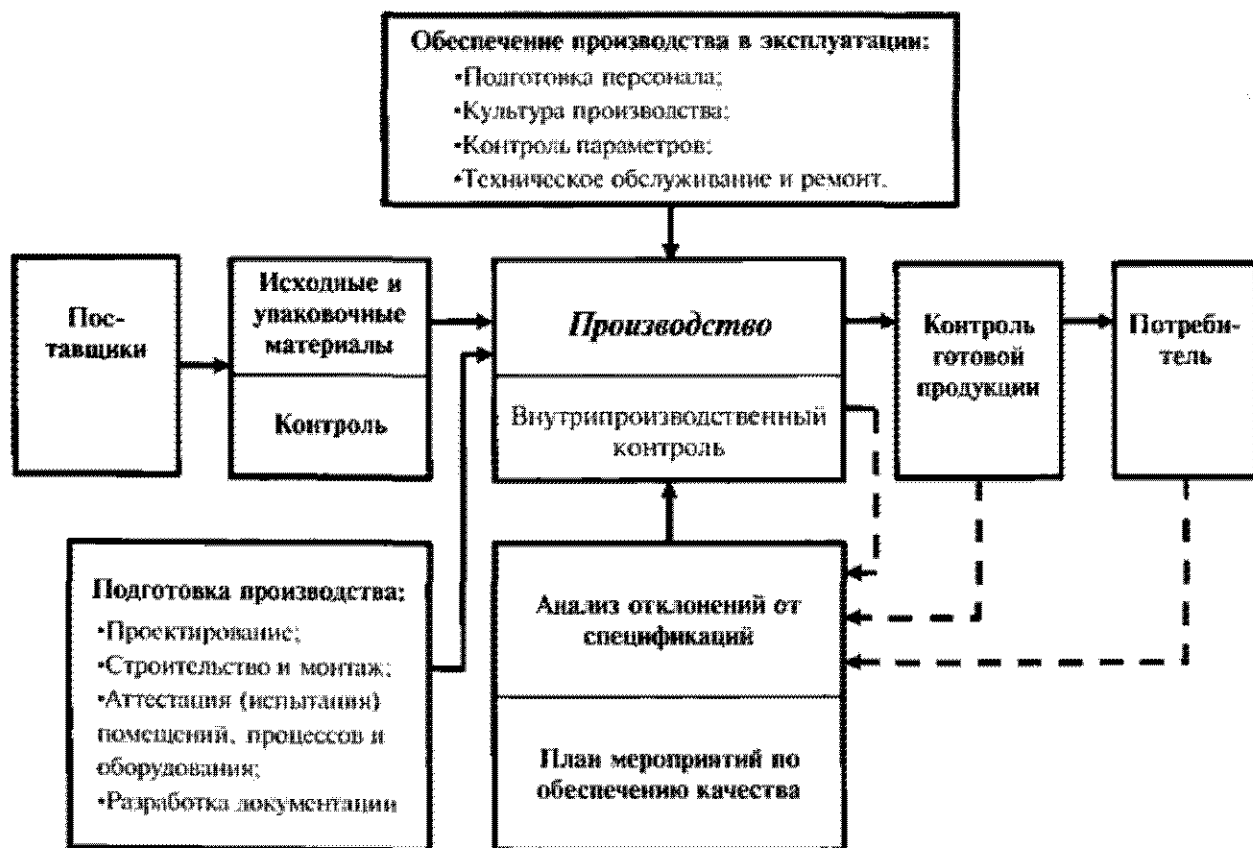 Обеспечение производства в эксплуатации:
•Подготовка персонала;
•Культура производства;
•Контроль параметров;
•Техническое обслуживание и ремонт.
Пос-
тавщики
Исходные и
упаковочные
материалы
Контроль
Производство
Внутрипроизводственный
контроль
Контроль
готовой
продукции
Потреби-
тель
Подготовка производства:
•Проектирование;
•Строительство и монтаж;
•Аттестация (испытания)
помещений, процессов и
оборудования;
•Разработка документации
Анализ отклонений от
спецификаций
План мероприятий по
обеспечению качества